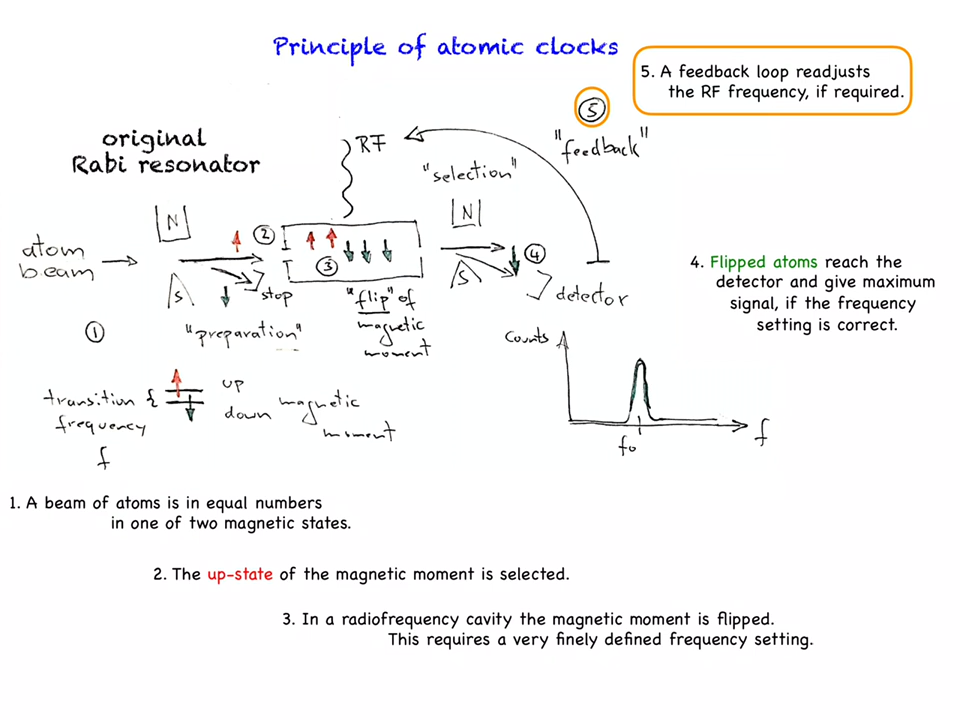 Principle of atomic clocks
5. A feedback loop readjusts
the RF frequency, if required.
5
"feedback"
original
Rabi resonator
RF
"selection"
N
N
2
atom
beam
3
4
S
S
stop
detector
"flip" of
magnetic
moment
1
"preparation"
4. Flipped atoms reach the
detector and give maximum
signal, if the frequency
setting is correct.
counts
f
f₀
transition
frequency
f
up
down
magnetic
moment
1. A beam of atoms is in equal numbers
in one of two magnetic states.
2. The up-state of the magnetic moment is selected.
3. In a radiofrequency cavity the magnetic moment is flipped.
This requires a very finely defined frequency setting.